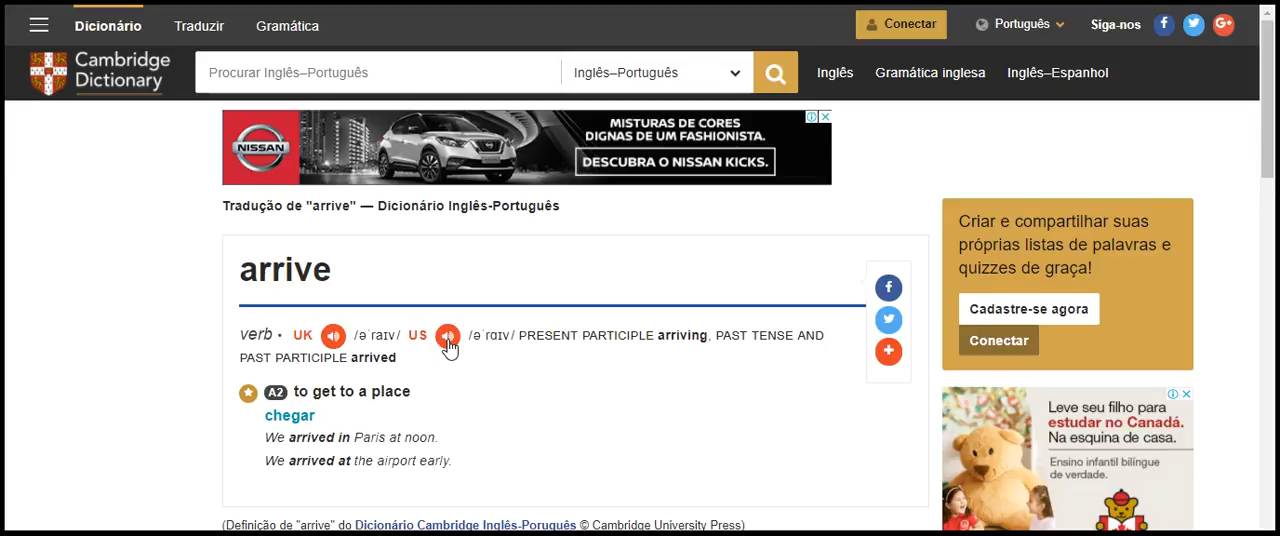 Dicionário Traduzir Gramática Conectar Português Siga-nos
Cambridge Dictionary
Procurar Inglês–Português Inglês–Português Inglês Gramática inglesa Inglês–Espanhol
NISSAN
MISTURAS DE CORES
DIGNAS DE UM FASHIONISTA.
DESCUBRA O NISSAN KICKS.
Tradução de "arrive" — Dicionário Inglês-Português
arrive
verb • UK /əˈraɪv/ US /əˈraɪv/ PRESENT PARTICIPLE arriving, PAST TENSE AND
PAST PARTICIPLE arrived
A2 to get to a place
chegar
We arrived in Paris at noon.
We arrived at the airport early.
(Definição de "arrive" do Dicionário Cambridge Inglês-Poruguês © Cambridge University Press)
Criar e compartilhar suas
próprias listas de palavras e
quizzes de graça!
Cadastre-se agora
Conectar
Leve seu filho para
estudar no Canadá.
Na esquina de casa.
Ensino infantil bilíngue
de verdade.